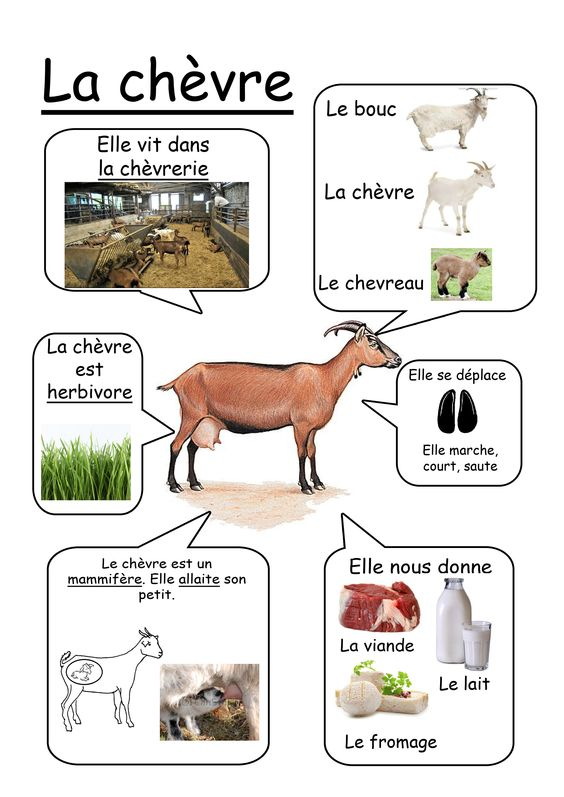 La chèvre
Elle vit dans
la chèvrerie
Le bouc
La chèvre
Le chevreau
La chèvre
est
herbivore
Elle se déplace
Elle marche,
court, saute
Le chèvre est un
mammifère. Elle allaite son
petit.
Elle nous donne
La viande
Le lait
Le fromage